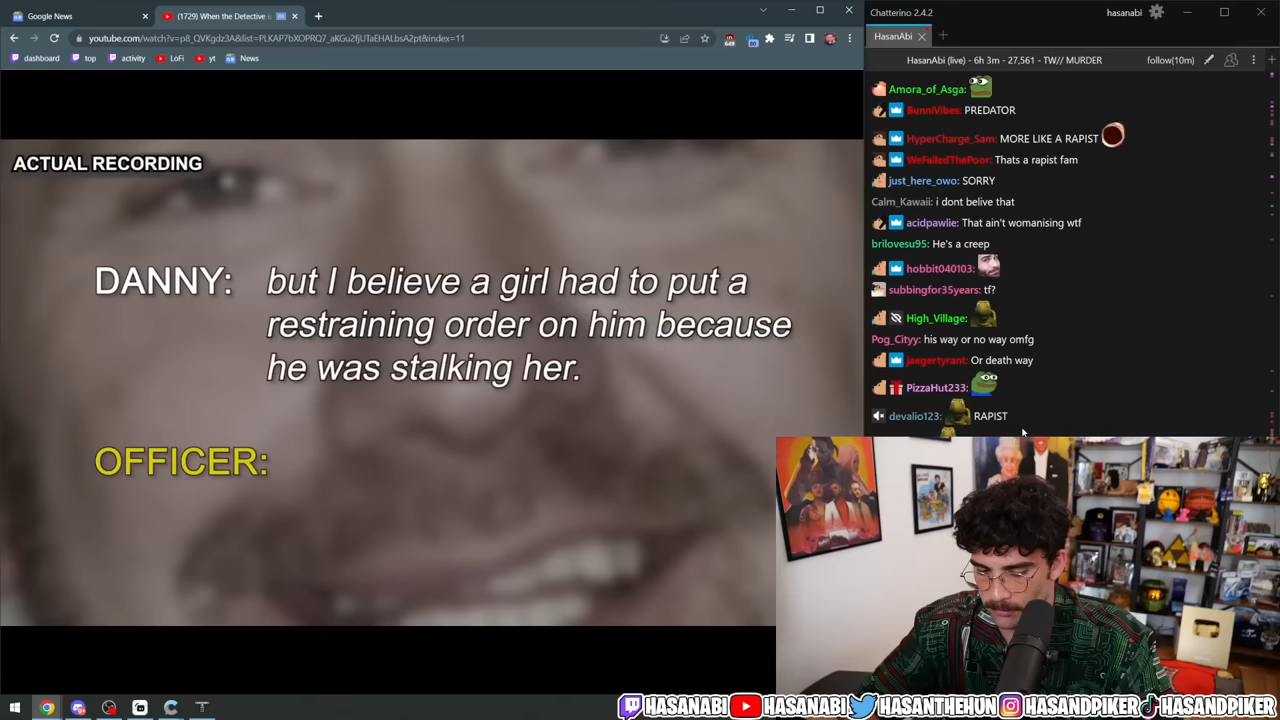 Google News
(1729) When the Detective i
youtube.com/watch?v=p8_QVKgdz3A&list=PLKAP7bXOPRQ7_aKGu2fjUTaEHALbsA2pt&index=11
649
80
dashboard
top
activity
LoFi
yt
News
ACTUAL RECORDING
DANNY: but I believe a girl had to put a
restraining order on him because
he was stalking her.
OFFICER:
Chatterino 2.4.2
hasanabi
HasanAbi
HasanAbi (live) - 6h 3m - 27,561 - TW// MURDER
follow(10m)
Amora_of_Asga:
BunniVibes: PREDATOR
HyperCharge_Sam: MORE LIKE A RAPIST
WeFailedThePoor: Thats a rapist fam
just_here_owo: SORRY
Calm_Kawaii: i dont belive that
acidpawlie: That ain't womanising wtf
brilovesu95: He's a creep
hobbit040103:
subbingfor35years: tf?
High_Village:
Pog_Cityy: his way or no way omfg
jaegertyrant: Or death way
PizzaHut233:
devalio123: RAPIST
HASANABI HASANABI HASANTHEHUN HASANDPIKER HASANDPIKER